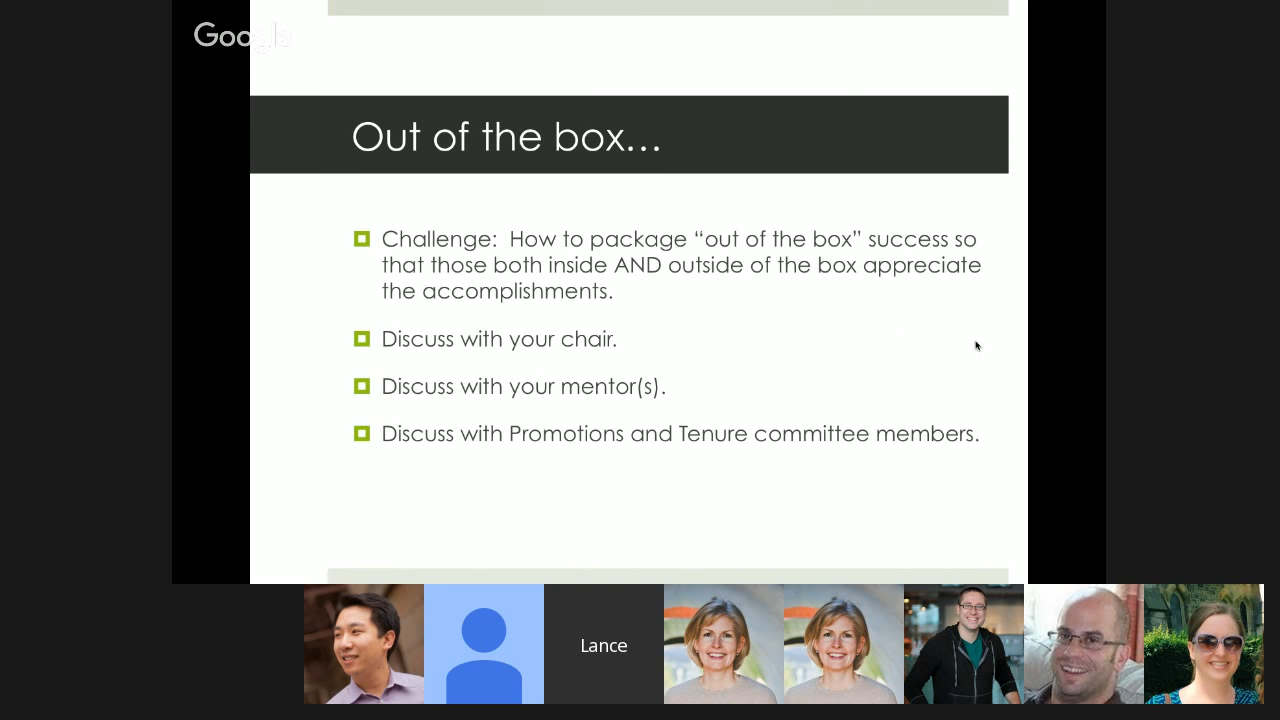 Google
Out of the box…
Challenge:  How to package “out of the box” success so
that those both inside AND outside of the box appreciate
the accomplishments.
Discuss with your chair.
Discuss with your mentor(s).
Discuss with Promotions and Tenure committee members.
Lance